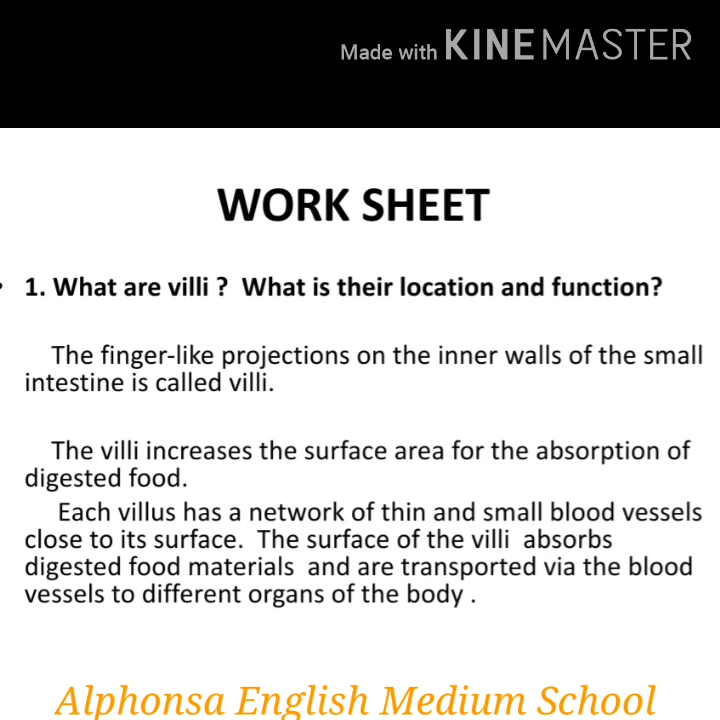 Made with KINEMASTER
WORK SHEET
• 1. What are villi ? What is their location and function?
The finger-like projections on the inner walls of the small
intestine is called villi.
The villi increases the surface area for the absorption of
digested food.
Each villus has a network of thin and small blood vessels
close to its surface. The surface of the villi absorbs
digested food materials and are transported via the blood
vessels to different organs of the body .
Alphonsa English Medium School